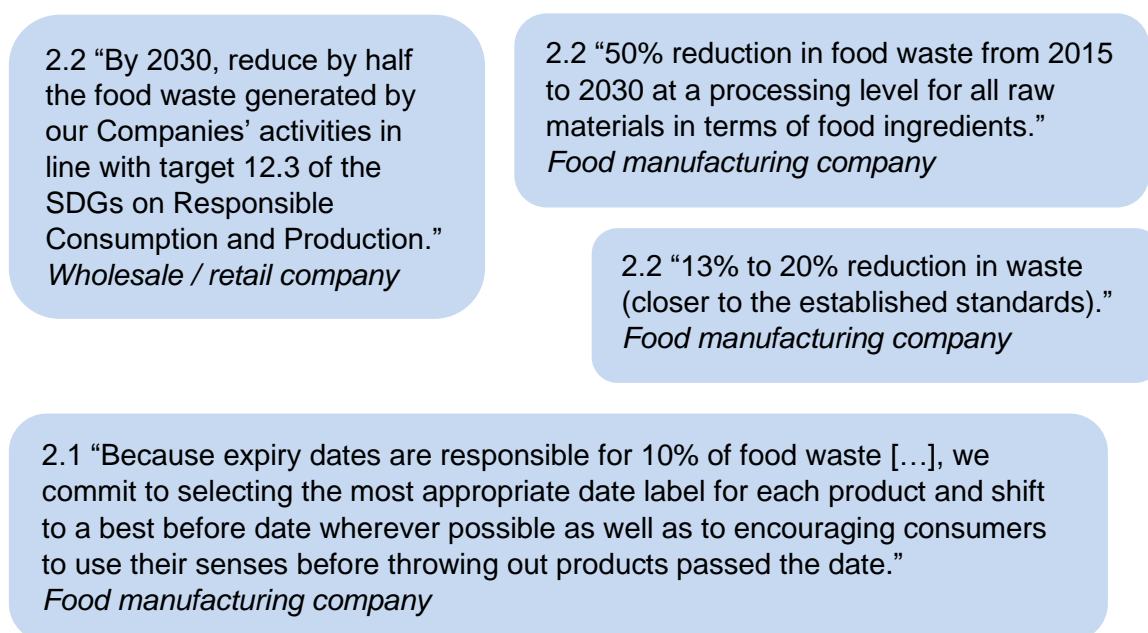 2.2 “By 2030, reduce by half
the food waste generated by
our Companies’ activities in
line with target 12.3 of the
SDGs on Responsible
Consumption and Production.”
Wholesale / retail company
2.2 “50% reduction in food waste from 2015
to 2030 at a processing level for all raw
materials in terms of food ingredients.”
Food manufacturing company
2.2 “13% to 20% reduction in waste
(closer to the established standards).”
Food manufacturing company
2.1 “Because expiry dates are responsible for 10% of food waste […], we
commit to selecting the most appropriate date label for each product and shift
to a best before date wherever possible as well as to encouraging consumers
to use their senses before throwing out products passed the date.”
Food manufacturing company